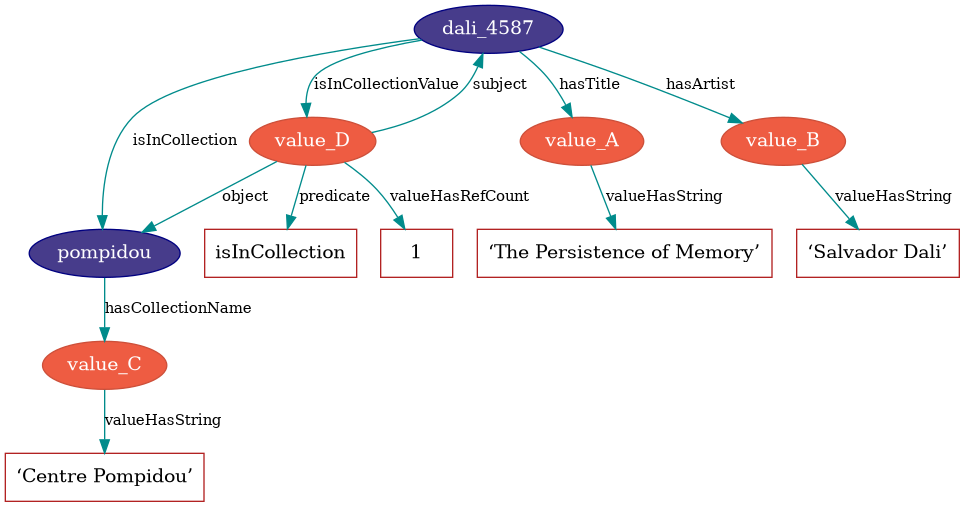 dali_4587
isInCollectionValue
subject
hasTitle
hasArtist
isInCollection
value_D
value_A
value_B
object
predicate
valueHasRefCount
valueHasString
valueHasString
pompidou
isInCollection
1
‘The Persistence of Memory’
‘Salvador Dali’
hasCollectionName
value_C
valueHasString
‘Centre Pompidou’